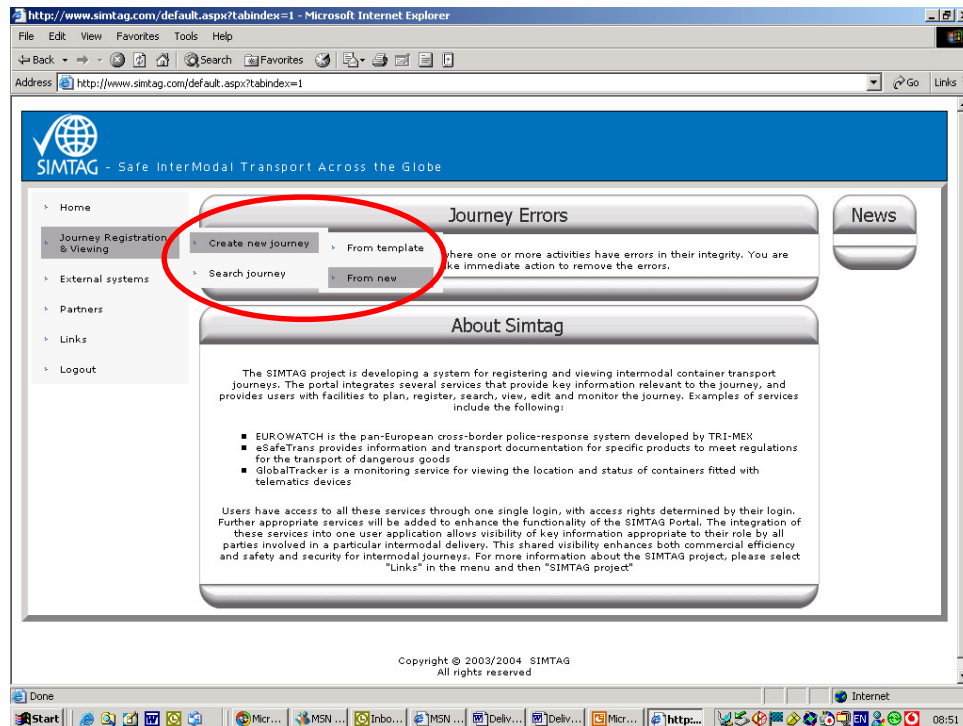 http://www.simtag.com/default.aspx?tabindex=1 - Microsoft Internet Explorer
File Edit View Favorites Tools Help
Back Search Favorites
Address http://www.simtag.com/default.aspx?tabindex=1 Go Links
SIMTAG - Safe InterModal Transport Across the Globe
Home
Journey Registration
& Viewing
External systems
Partners
Links
Logout
Create new journey
Search journey
From template
From new
Journey Errors
where one or more activities have errors in their integrity. You are
ke immediate action to remove the errors.
News
About Simtag
The SIMTAG project is developing a system for registering and viewing intermodal container transport
journeys. The portal integrates several services that provide key information relevant to the journey, and
provides users with facilities to plan, register, search, view, edit and monitor the journey. Examples of services
include the following:
EUROWATCH is the pan-European cross-border police-response system developed by TRI-MEX
eSafeTrans provides information and transport documentation for specific products to meet regulations
for the transport of dangerous goods
GlobalTracker is a monitoring service for viewing the location and status of containers fitted with
telematics devices
Users have access to all these services through one single login, with access rights determined by their login.
Further appropriate services will be added to enhance the functionality of the SIMTAG Portal. The integration of
these services into one user application allows visibility of key information appropriate to their role by all
parties involved in a particular intermodal delivery. This shared visibility enhances both commercial efficiency
and safety and security for intermodal journeys. For more information about the SIMTAG project, please select
"Links" in the menu and then "SIMTAG project"
Copyright © 2003/2004 SIMTAG
All rights reserved
Done Internet
Start Micr... MSN ... Inbo... MSN ... Deliv... Deliv... Micr... http:... EN 08:51